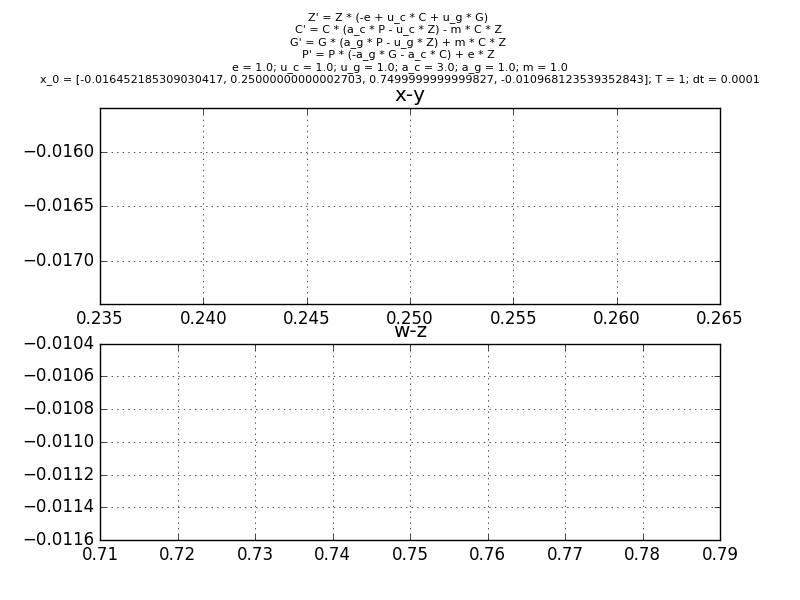 Z' = Z * (-e + u_c * C + u_g * G)
C' = C * (a_c * P - u_c * Z) - m * C * Z
G' = G * (a_g * P - u_g * Z) + m * C * Z
P' = P * (-a_g * G - a_c * C) + e * Z
e = 1.0; u_c = 1.0; u_g = 1.0; a_c = 3.0; a_g = 1.0; m = 1.0
x_0 = [-0.016452185309030417, 0.25000000000002703, 0.7499999999999827, -0.010968123539352843]; T = 1; dt = 0.0001
x-y
−0.0160
−0.0165
−0.0170
0.235 0.240 0.245 0.250 0.255 0.260 0.265
w-z
−0.0104
−0.0106
−0.0108
−0.0110
−0.0112
−0.0114
−0.0116
0.71 0.72 0.73 0.74 0.75 0.76 0.77 0.78 0.79